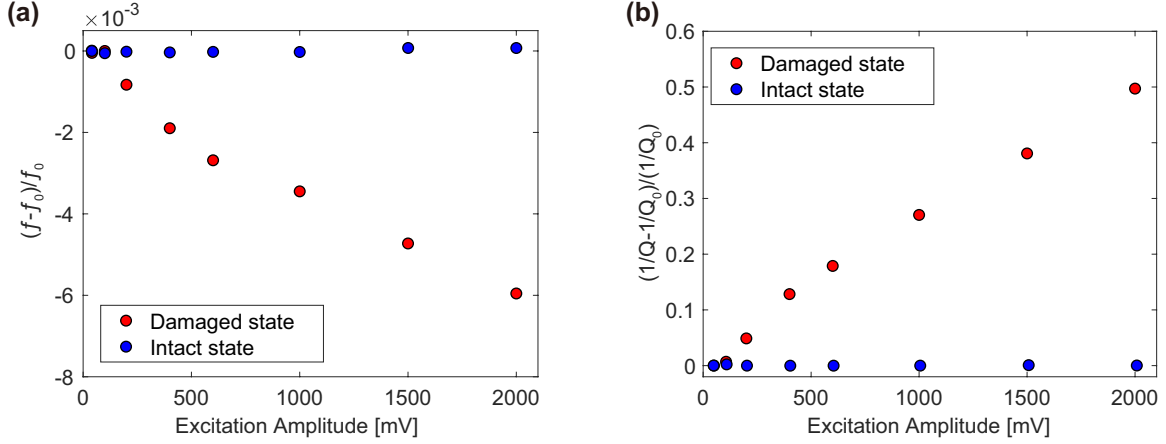 (a)
×10⁻³
0
-2
-4
-6
-8
(f-f₀)/f₀
Damaged state
Intact state
0
500
1000
1500
2000
Excitation Amplitude [mV]
(b)
0.6
0.5
0.4
0.3
0.2
0.1
0
(1/Q-1/Q₀)/(1/Q₀)
Damaged state
Intact state
0
500
1000
1500
2000
Excitation Amplitude [mV]